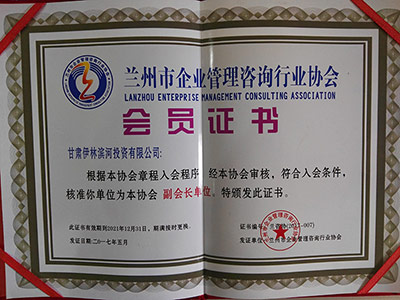 兰州市企业管理咨询行业协会
LANZHOU ENTERPRISE MANAGEMENT CONSULTING ASSOCIATION
会员证书
甘肃伊林滨河投资有限公司:
根据本协会章程入会程序,经本协会审核,符合入会条件,
核准你单位为本协会 副会长单位。特颁发此证书。
此证书有效期到2021年12月31日,期满按时更换。
发证日期:二0一七年五月
证书编号:
发证单位:兰州市企业管理咨询行业协会